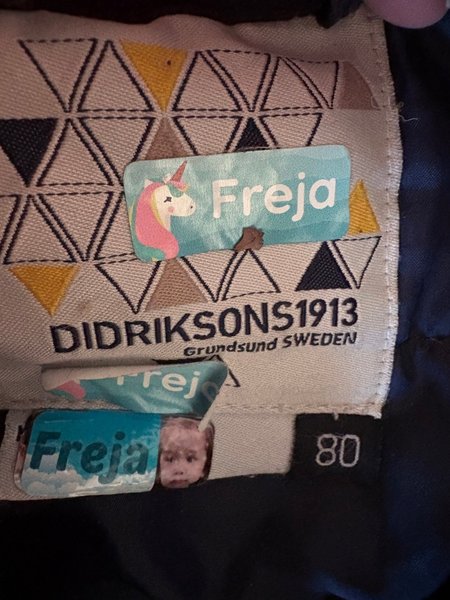 Freja
DIDRIKSONS1913
Grundsund SWEDEN
Freja
Freja
80